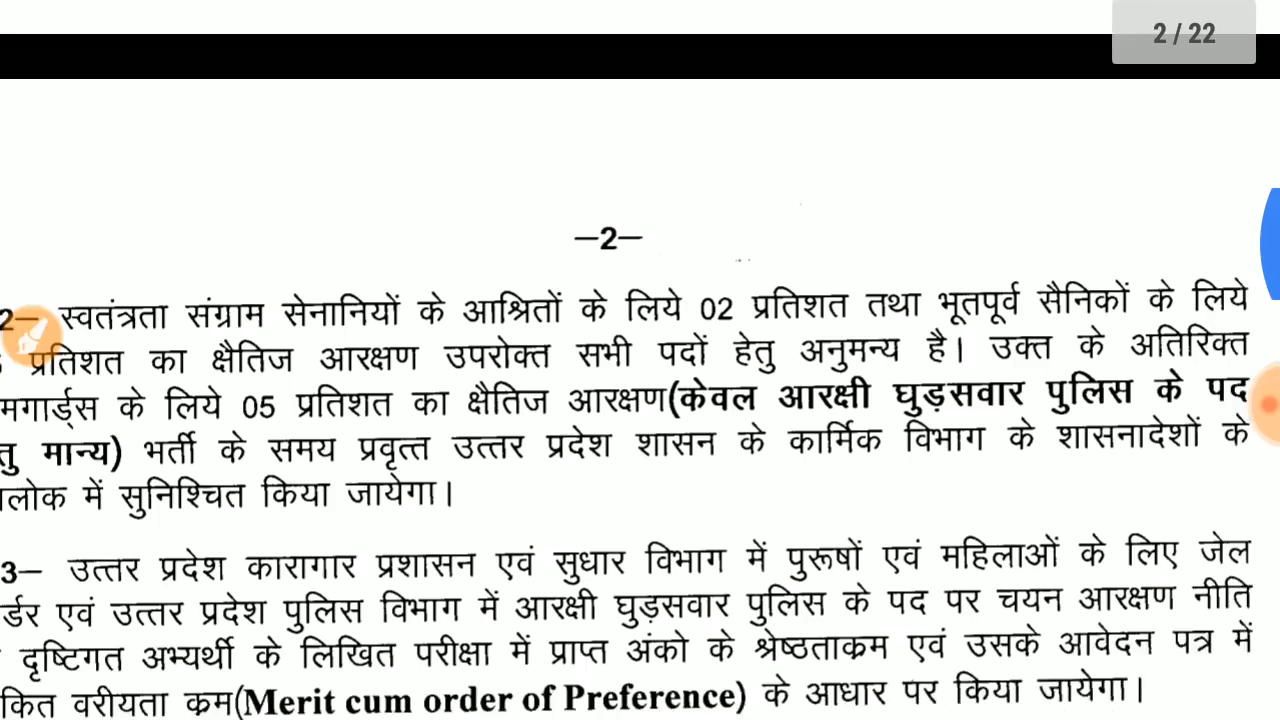 2 / 22
—2—
2— स्वतंत्रता संग्राम सेनानियों के आश्रितों के लिये 02 प्रतिशत तथा भूतपूर्व सैनिकों के लिये
प्रतिशत का क्षैतिज आरक्षण उपरोक्त सभी पदों हेतु अनुमन्य है। उक्त के अतिरिक्त
मगार्ड्स के लिये 05 प्रतिशत का क्षैतिज आरक्षण(केवल आरक्षी घुड़सवार पुलिस के पद
तु मान्य) भर्ती के समय प्रवृत्त उत्तर प्रदेश शासन के कार्मिक विभाग के शासनादेशों के
लोक में सुनिश्चित किया जायेगा।
3— उत्तर प्रदेश कारागार प्रशासन एवं सुधार विभाग में पुरूषों एवं महिलाओं के लिए जेल
र्डर एवं उत्तर प्रदेश पुलिस विभाग में आरक्षी घुड़सवार पुलिस के पद पर चयन आरक्षण नीति
दृष्टिगत अभ्यर्थी के लिखित परीक्षा में प्राप्त अंको के श्रेष्ठताक्रम एवं उसके आवेदन पत्र में
कित वरीयता क्रम(Merit cum order of Preference) के आधार पर किया जायेगा।